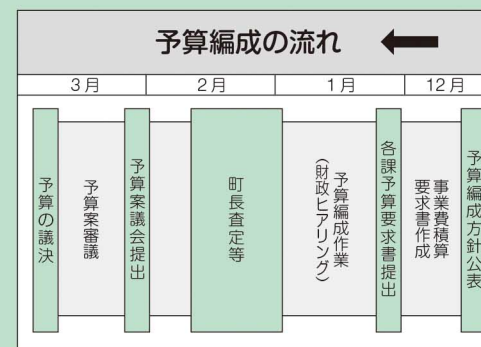 予算編成の流れ
3月 2月 1月 12月
予算編成方針公表
事業費積算
要求書作成
各課予算要求書提出
予算編成作業
(財政ヒアリング)
町長査定等
予算案議会提出
予算案審議
予算の議決